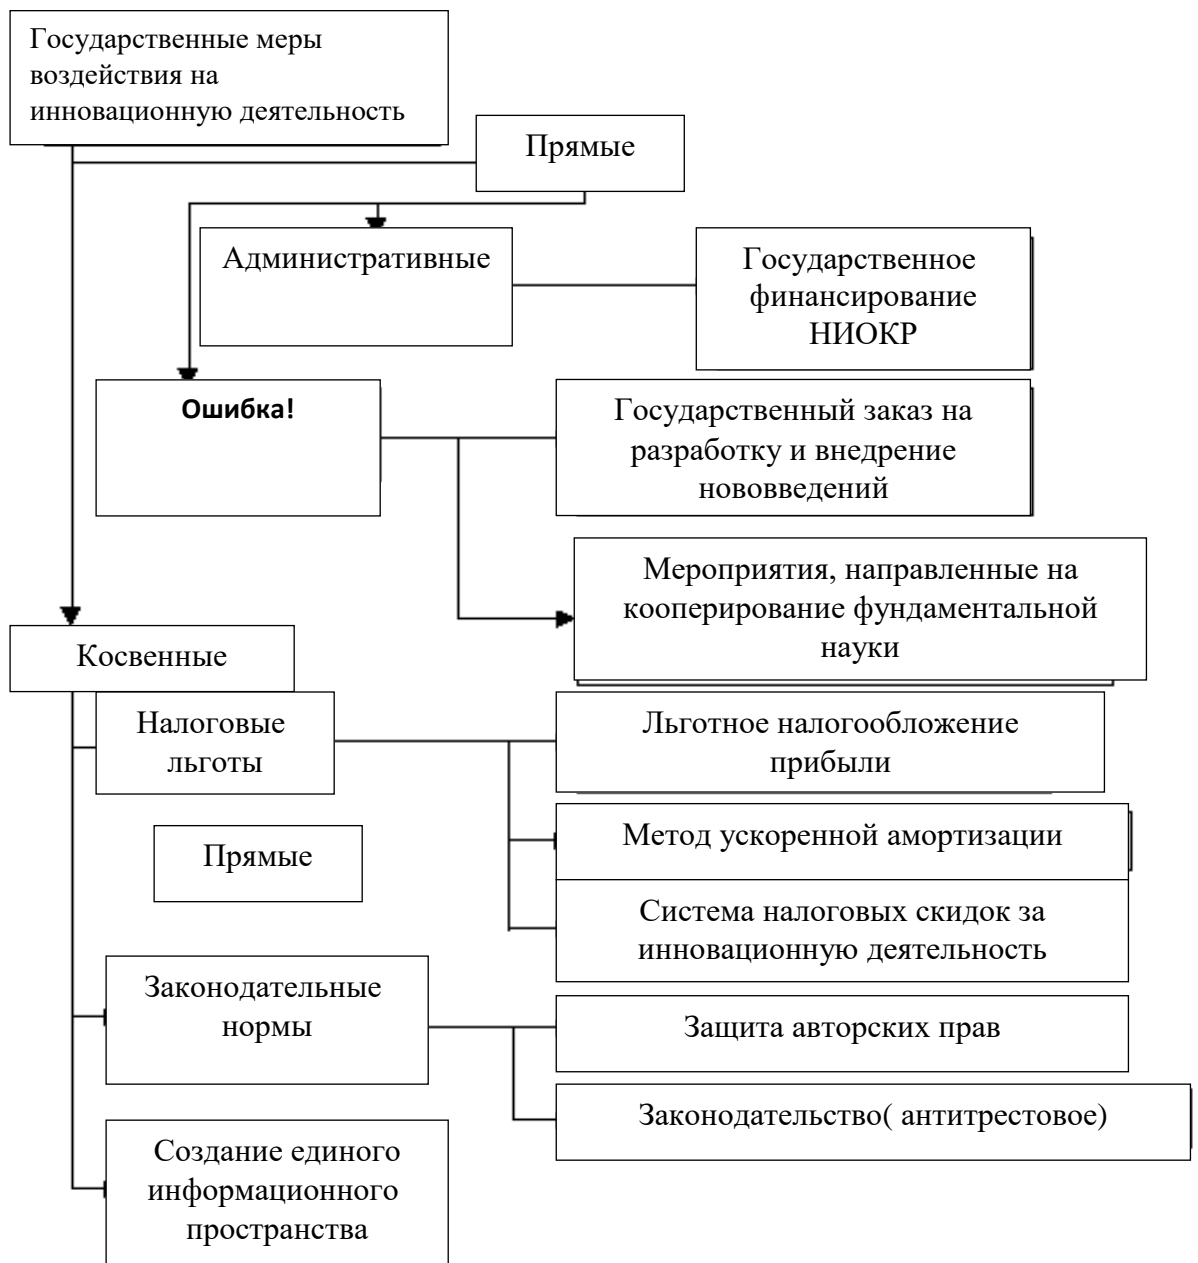 Государственные меры
воздействия на
инновационную деятельность
Прямые
Административные
Государственное
финансирование
НИОКР
Ошибка!
Государственный заказ на
разработку и внедрение
нововведений
Мероприятия, направленные на
кооперирование фундаментальной
науки
Косвенные
Налоговые
льготы
Льготное налогообложение
прибыли
Прямые
Метод ускоренной амортизации
Система налоговых скидок за
инновационную деятельность
Законодательные
нормы
Защита авторских прав
Законодательство( антитрестовое)
Создание единого
информационного
пространства